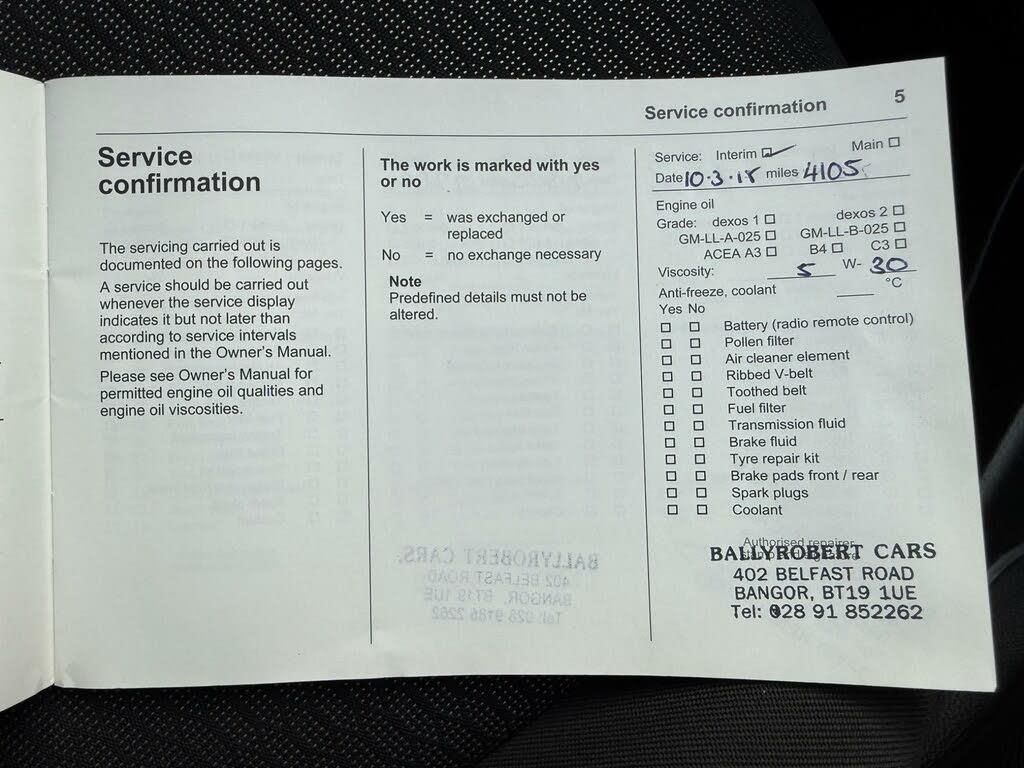 Service confirmation 5
Service
confirmation
The servicing carried out is
documented on the following pages.
A service should be carried out
whenever the service display
indicates it but not later than
according to service intervals
mentioned in the Owner's Manual.
Please see Owner's Manual for
permitted engine oil qualities and
engine oil viscosities.
The work is marked with yes
or no
Yes = was exchanged or
replaced
No = no exchange necessary
Note
Predefined details must not be
altered.
Service: Interim ☑ Main ☐
Date 10.3.15 miles 4105
Engine oil
Grade: dexos 1 ☐ dexos 2 ☐
GM-LL-A-025 ☐ GM-LL-B-025 ☐
ACEA A3 ☐ B4 ☐ C3 ☐
Viscosity: 5 W- 30
Anti-freeze, coolant °C
Yes No
☐ ☐ Battery (radio remote control)
☐ ☐ Pollen filter
☐ ☐ Air cleaner element
☐ ☐ Ribbed V-belt
☐ ☐ Toothed belt
☐ ☐ Fuel filter
☐ ☐ Transmission fluid
☐ ☐ Brake fluid
☐ ☐ Tyre repair kit
☐ ☐ Brake pads front / rear
☐ ☐ Spark plugs
☐ ☐ Coolant
Authorised repairer
BALLYROBERT CARS
402 BELFAST ROAD
BANGOR, BT19 1UE
Tel: 028 91 852262